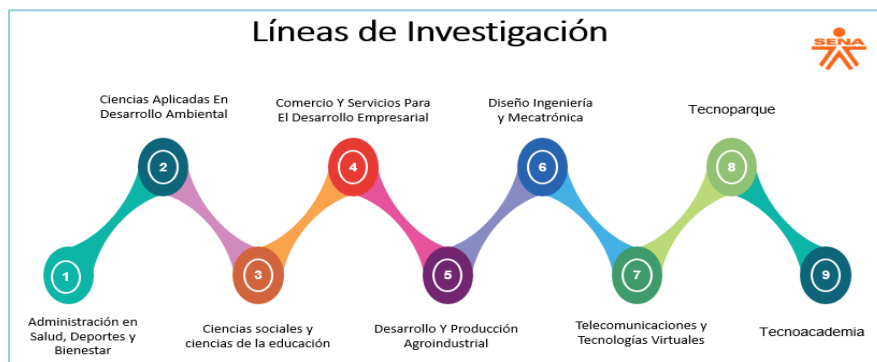 Líneas de Investigación
SENA
Ciencias Aplicadas En
Desarrollo Ambiental
Comercio Y Servicios Para
El Desarrollo Empresarial
Diseño Ingeniería
y Mecatrónica
Tecnoparque
2
4
6
8
1
3
5
7
9
Administración en
Salud, Deportes y
Bienestar
Ciencias sociales y
ciencias de la educación
Desarrollo Y Producción
Agroindustrial
Telecomunicaciones y
Tecnologías Virtuales
Tecnoacademia